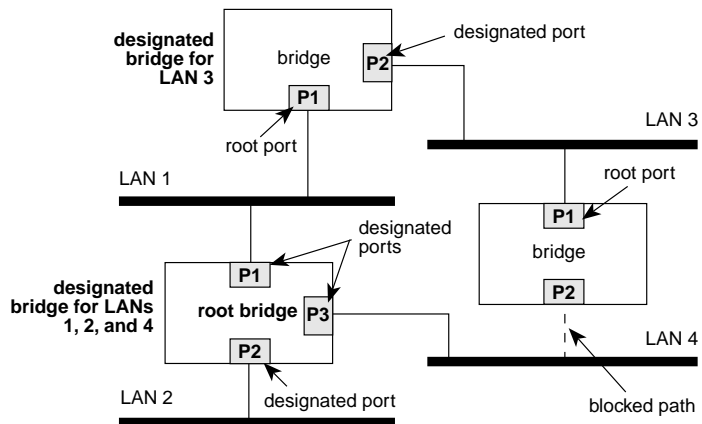 designated
bridge for
LAN 3
bridge
P2
designated port
P1
root port
LAN 3
LAN 1
root port
P1
bridge
P2
designated
ports
designated
bridge for LANs
1, 2, and 4
P1
root bridge
P3
P2
LAN 4
LAN 2
designated port
blocked path